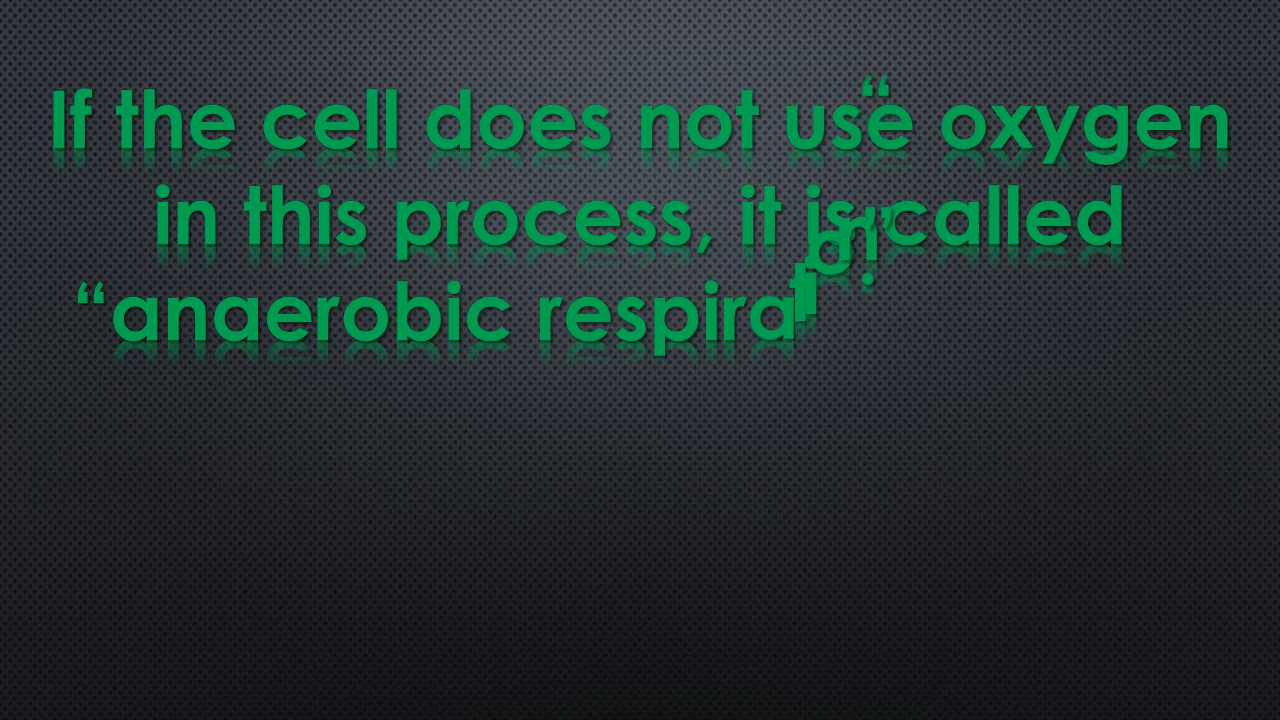 If the cell does not use oxygen
in this process, it is called
“anaerobic respiration”.